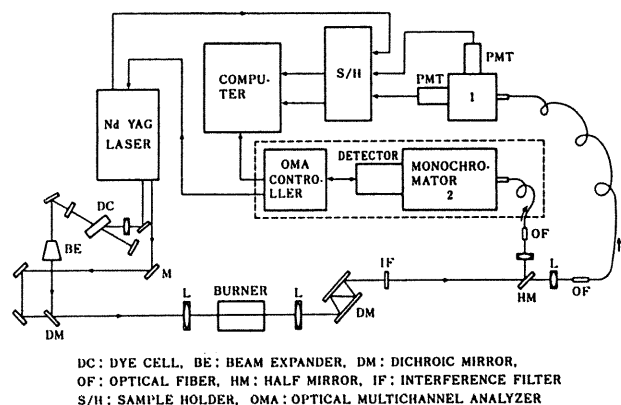 PMT
COMPU-
TER
S/H
PMT
1
Nd YAG
LASER
OMA
CONTRO-
LLER
DETECTOR
MONOCHRO-
MATOR
2
DC
BE
OF
M
L
BURNER
L
IF
L
DM
DM
HM
OF
DC: DYE CELL, BE: BEAM EXPANDER, DM: DICHROIC MIRROR,
OF: OPTICAL FIBER, HM: HALF MIRROR, IF: INTERFERENCE FILTER
S/H: SAMPLE HOLDER, OMA: OPTICAL MULTICHANNEL ANALYZER